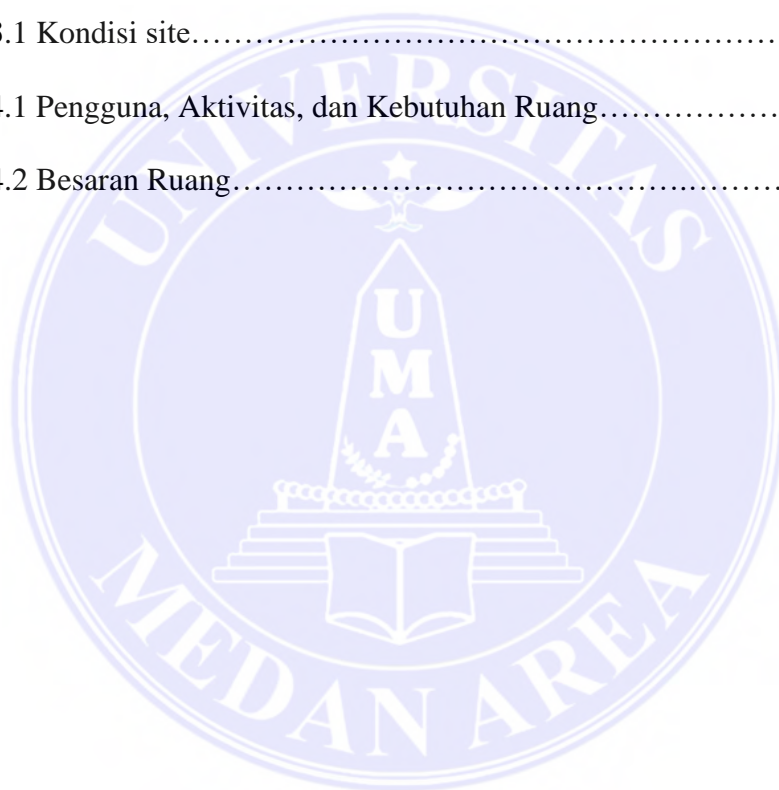 3.1 Kondisi site………………………………………………
4.1 Pengguna, Aktivitas, dan Kebutuhan Ruang………………
4.2 Besaran Ruang…………………………………….………
UNIVERSITAS
U
M
A
MEDAN AREA